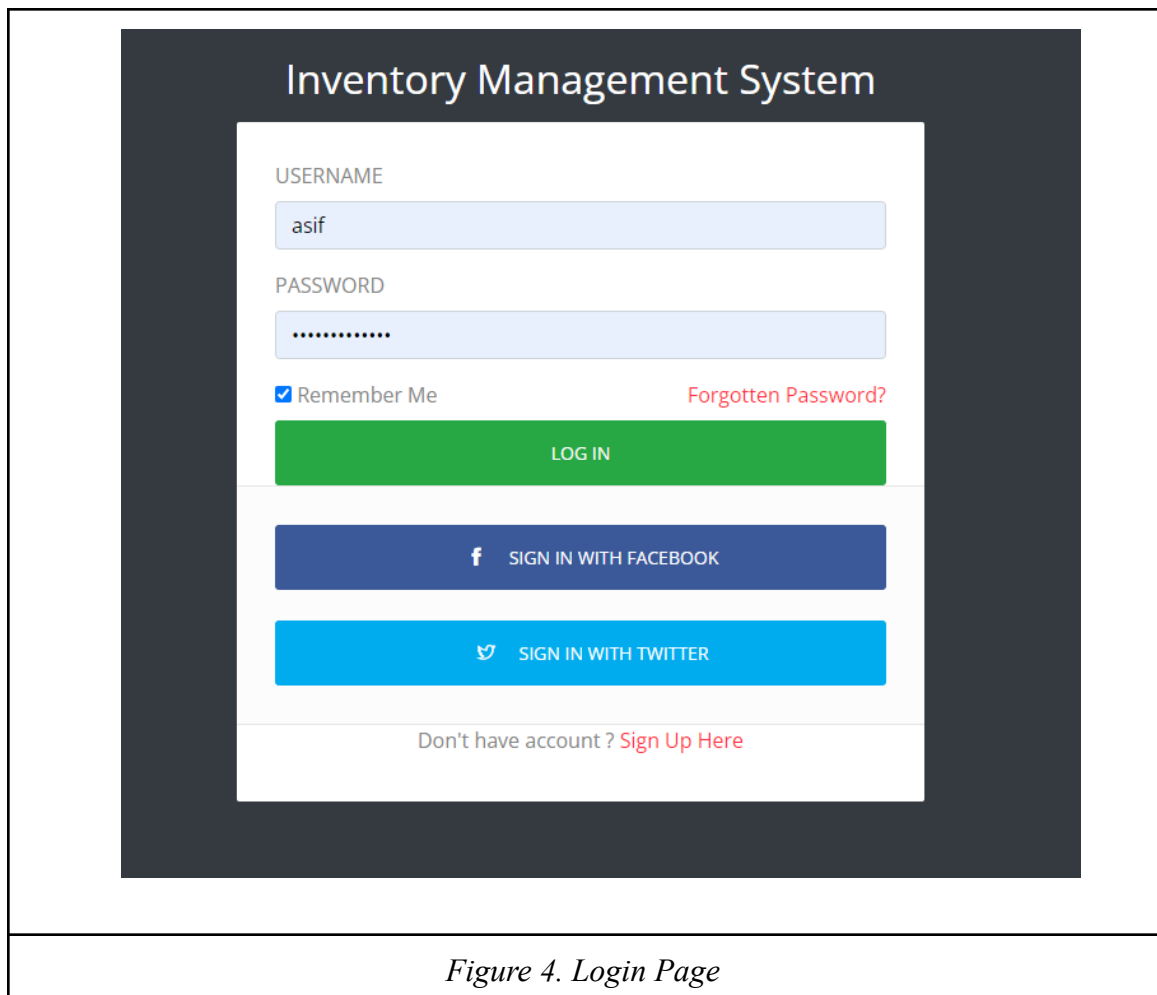 Inventory Management System
USERNAME
asif
PASSWORD
•••••••••••••
Remember Me Forgotten Password?
LOG IN
f SIGN IN WITH FACEBOOK
SIGN IN WITH TWITTER
Don't have account ? Sign Up Here
Figure 4. Login Page